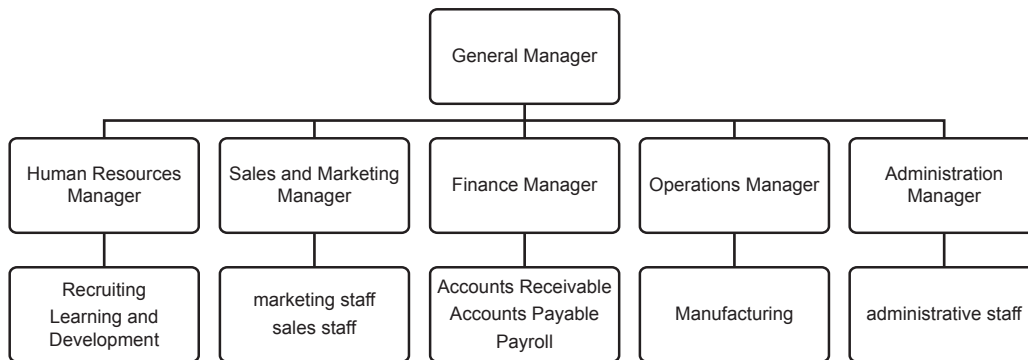 General Manager
Human Resources
Manager
Sales and Marketing
Manager
Finance Manager
Operations Manager
Administration
Manager
Recruiting
Learning and
Development
marketing staff
sales staff
Accounts Receivable
Accounts Payable
Payroll
Manufacturing
administrative staff